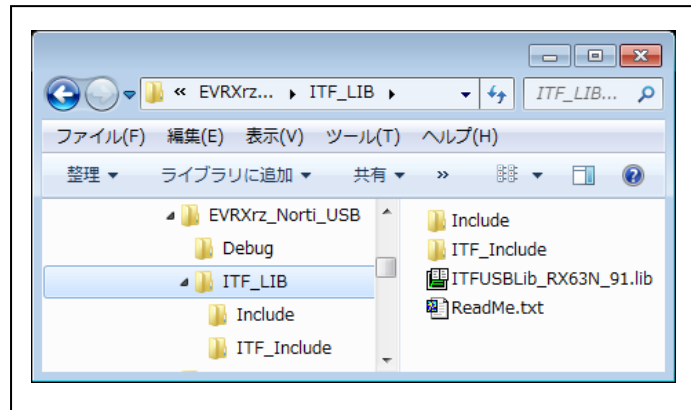 « EVRXrz... ▸ ITF_LIB ▸
ITF_LIB...
ファイル(F) 編集(E) 表示(V) ツール(T) ヘルプ(H)
整理 ▼ ライブラリに追加 ▼ 共有 ▼ »
EVRXrz_Norti_USB
Debug
ITF_LIB
Include
ITF_Include
Include
ITF_Include
ITFUSBLib_RX63N_91.lib
ReadMe.txt